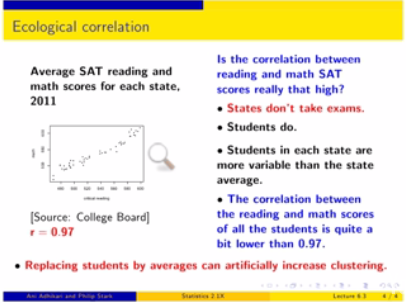 Ecological correlation
Average SAT reading and
math scores for each state,
2011
critical reading
[Source: College Board]
r = 0.97
Is the correlation between
reading and math SAT
scores really that high?
• States don't take exams.
• Students do.
• Students in each state are
more variable than the state
average.
• The correlation between
the reading and math scores
of all the students is quite a
bit lower than 0.97.
• Replacing students by averages can artificially increase clustering.
Ani Adhikari and Philip Stark
Statistics 2.1X
Lecture 6.3
4 / 4